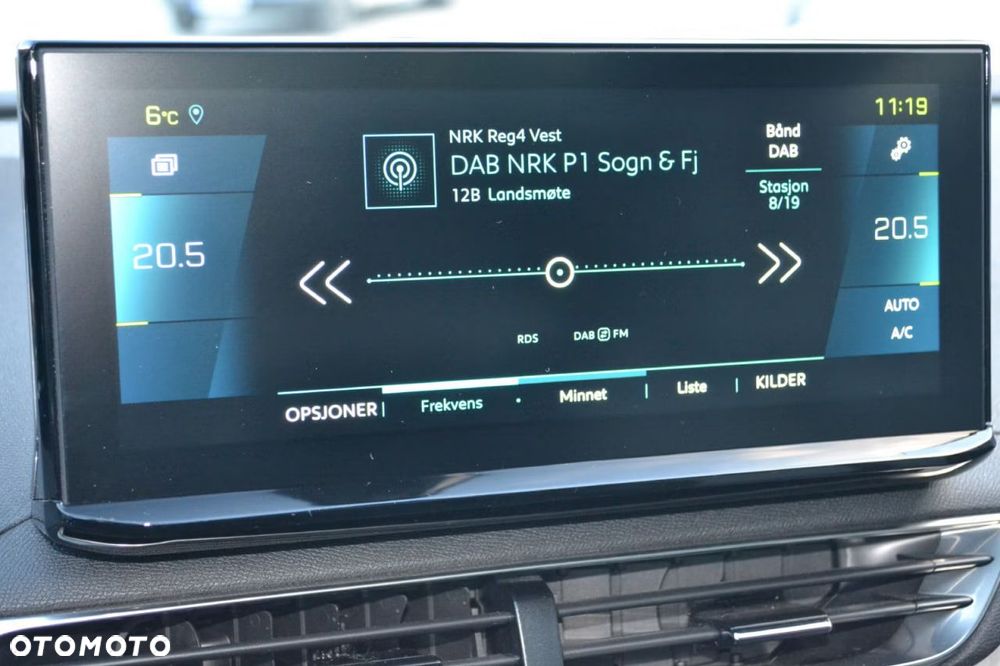 6°C
11:19
NRK Reg4 Vest
DAB NRK P1 Sogn & Fj
12B Landsmøte
Bånd
DAB
Stasjon
8/19
20.5
20.5
AUTO
A/C
RDS DAB FM
OPSJONER | Frekvens • Minnet | Liste | KILDER
OTOMOTO